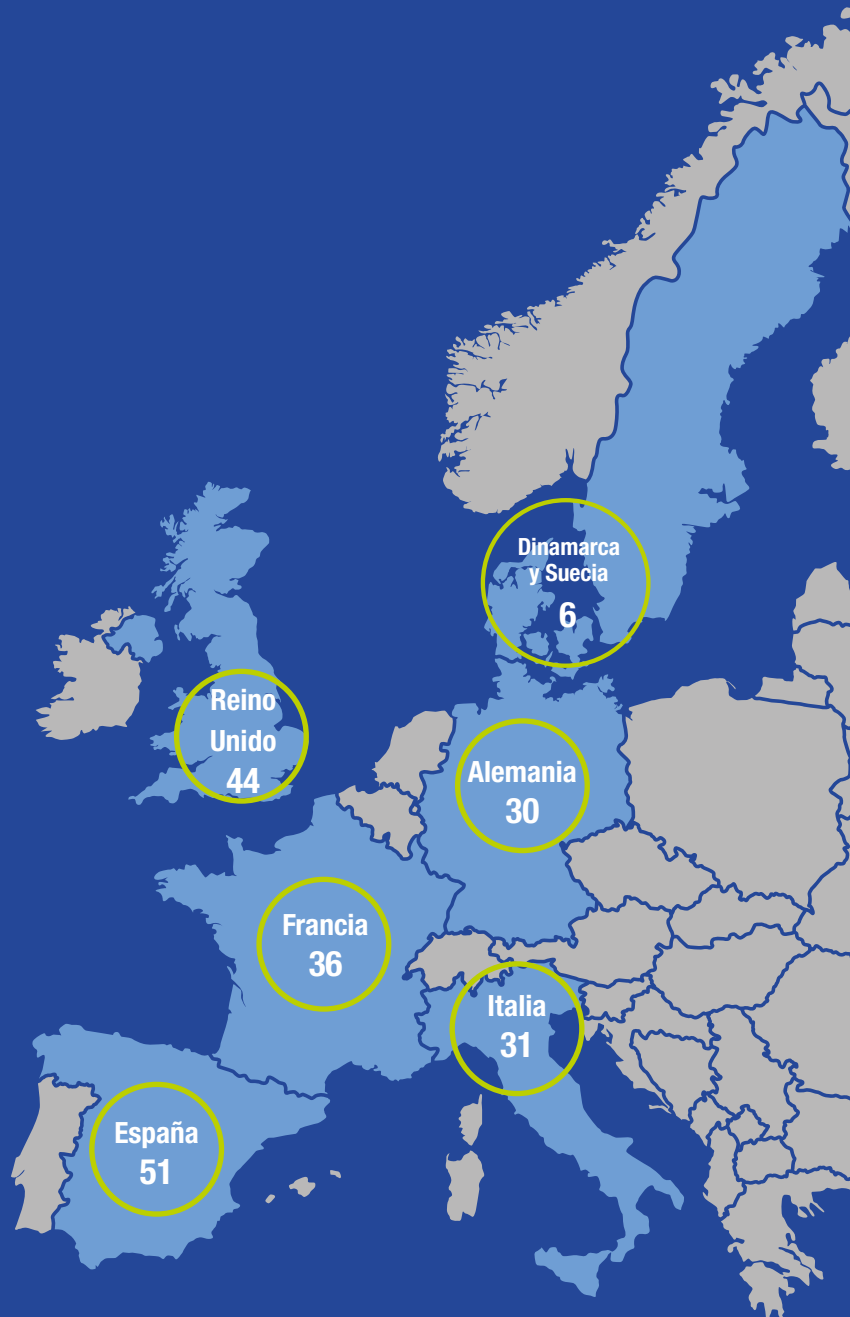 Dinamarca
y Suecia
6
Reino
Unido
44
Alemania
30
Francia
36
Italia
31
España
51